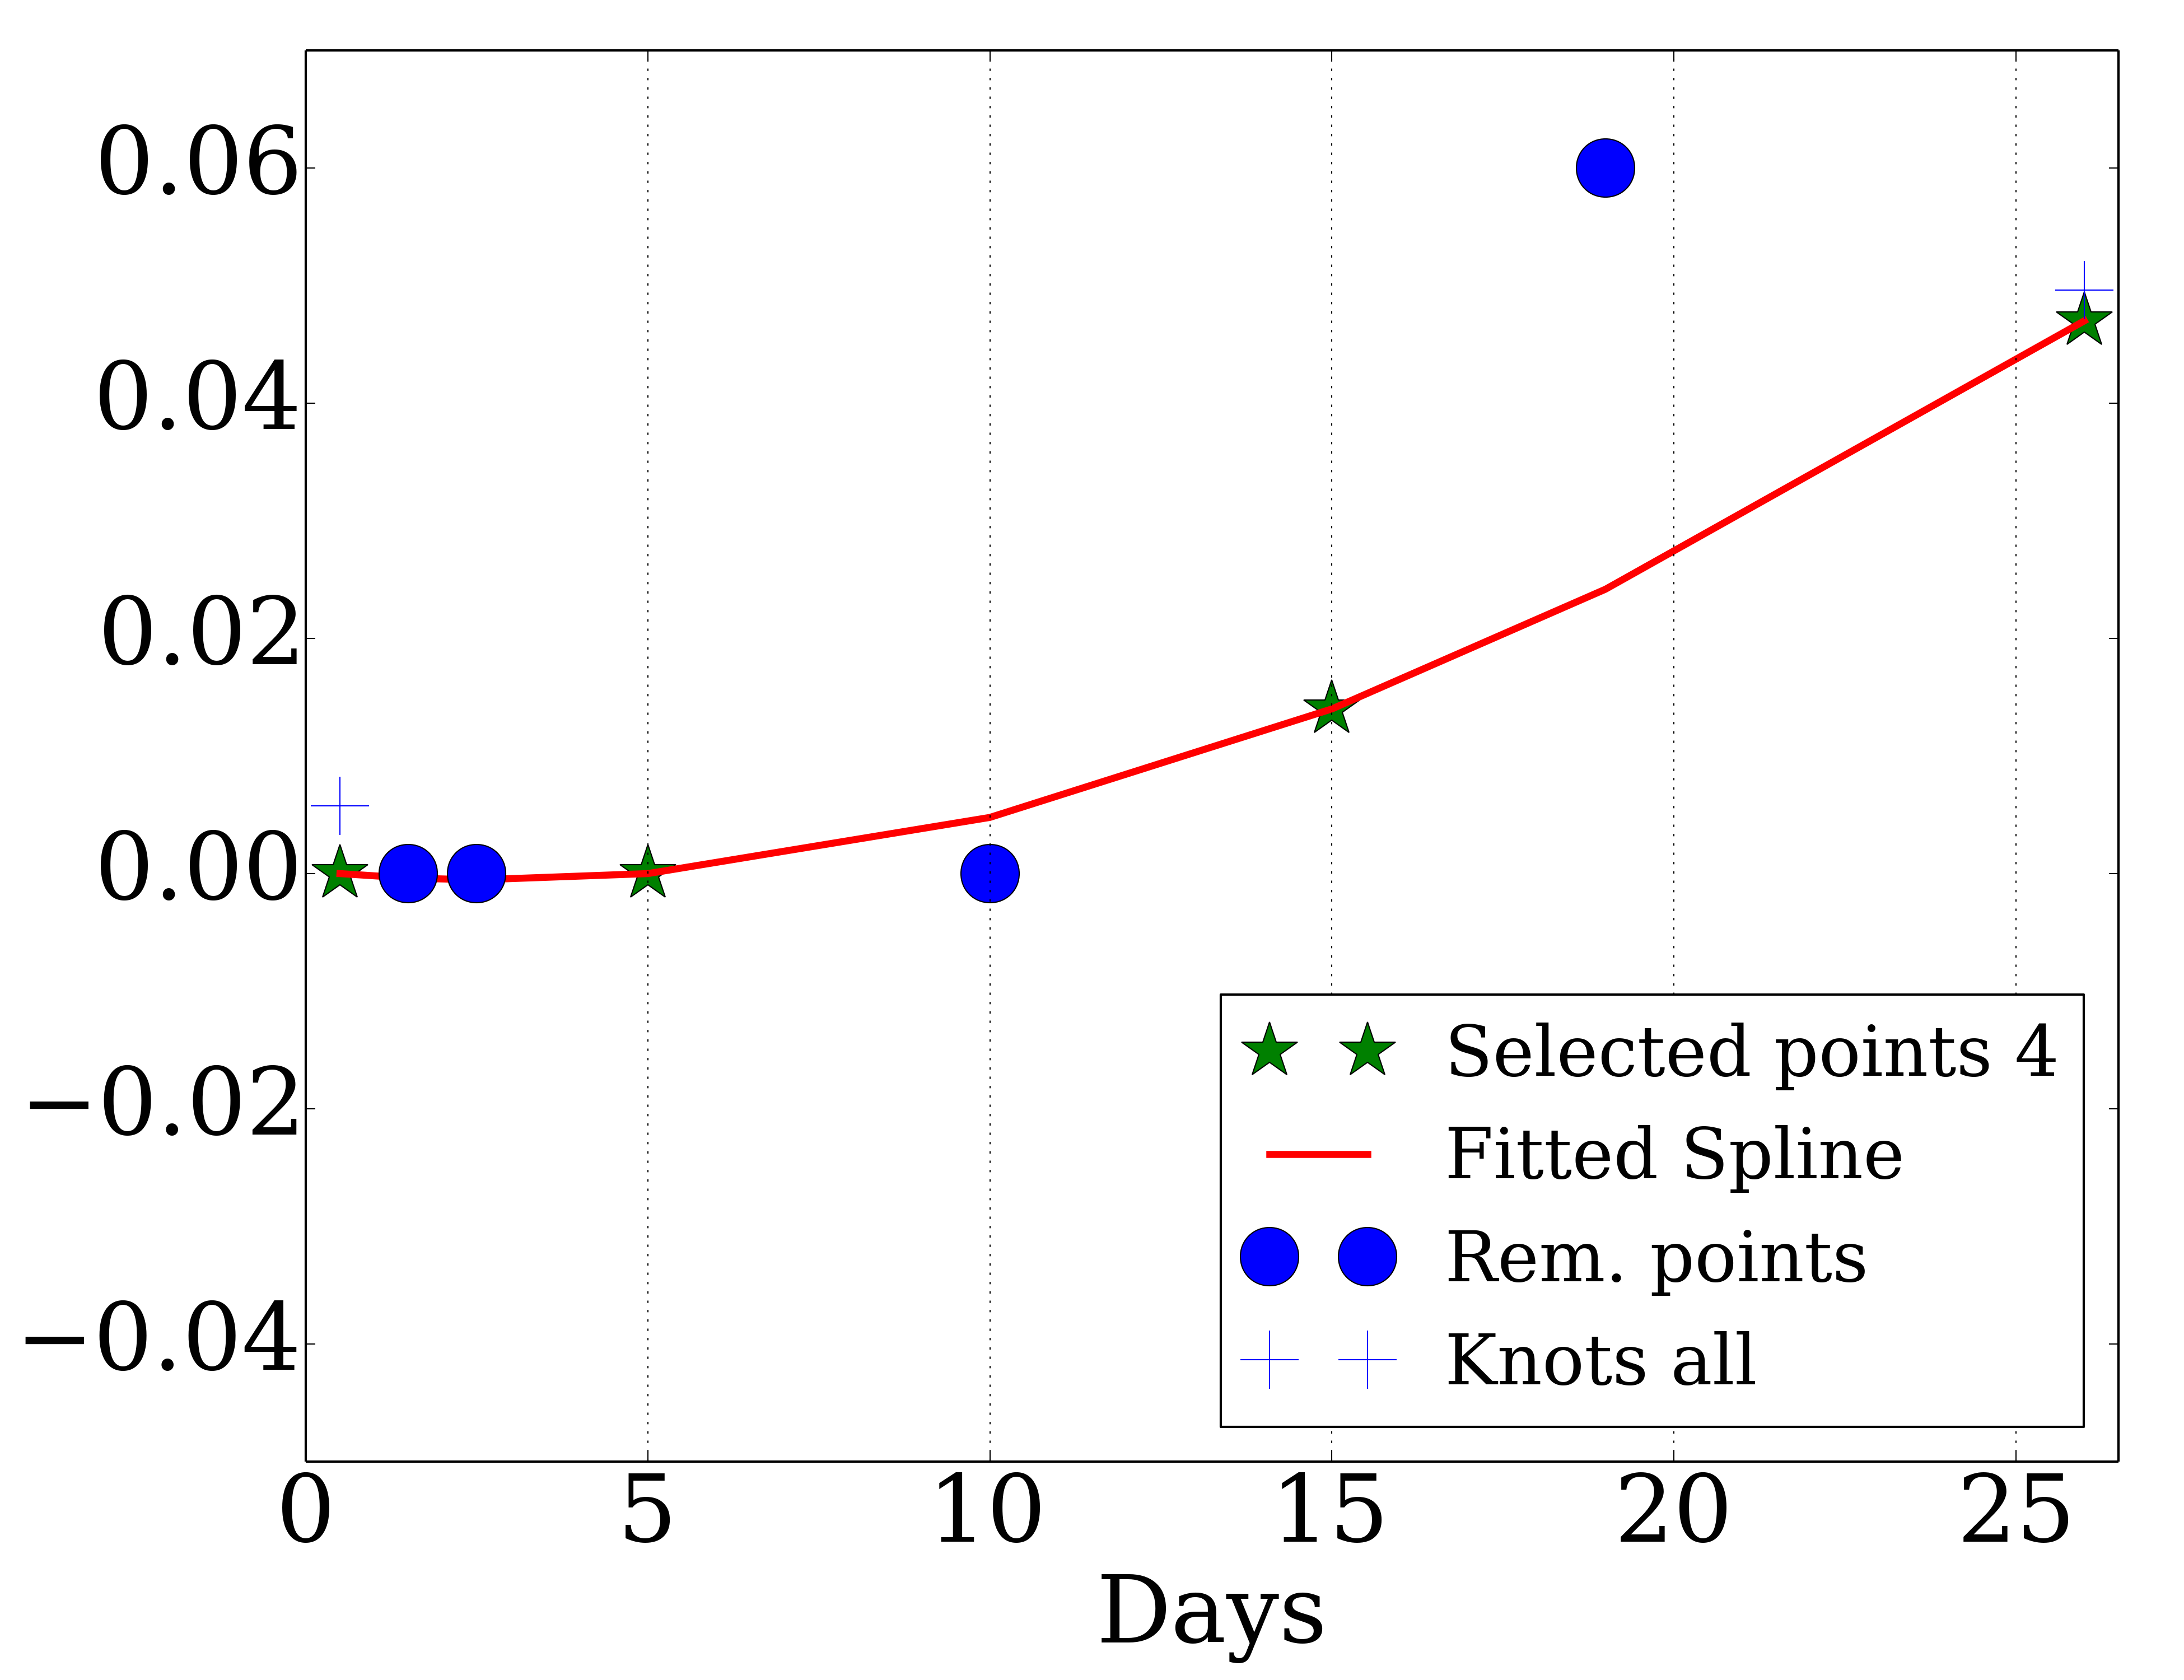 0.06
0.04
0.02
0.00
−0.02
−0.04
Selected points 4
Fitted Spline
Rem. points
Knots all
0 5 10 15 20 25
Days